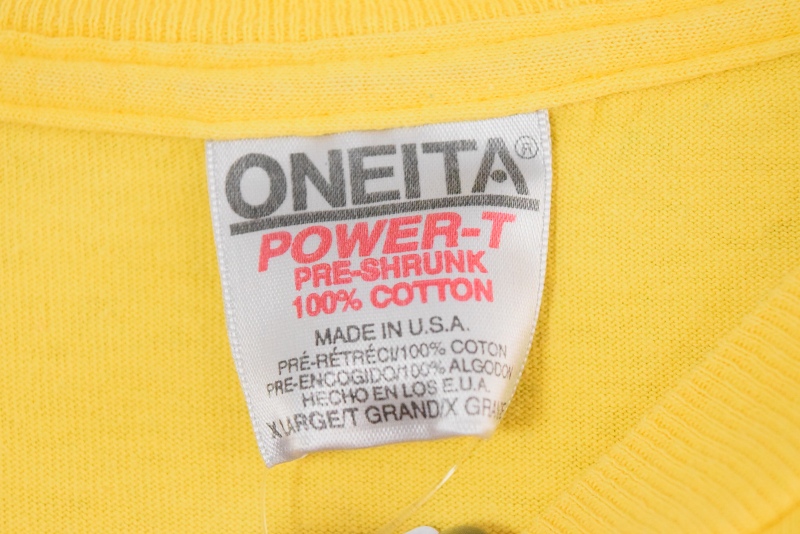 ONEITA®
POWER-T
PRE-SHRUNK
100% COTTON
MADE IN U.S.A.
PRÉ-RÉTRÉCI/100% COTON
PRE-ENCOGIDO/100% ALGODON
HECHO EN LOS E.U.A.
X LARGE/T GRAND/X GRANDE